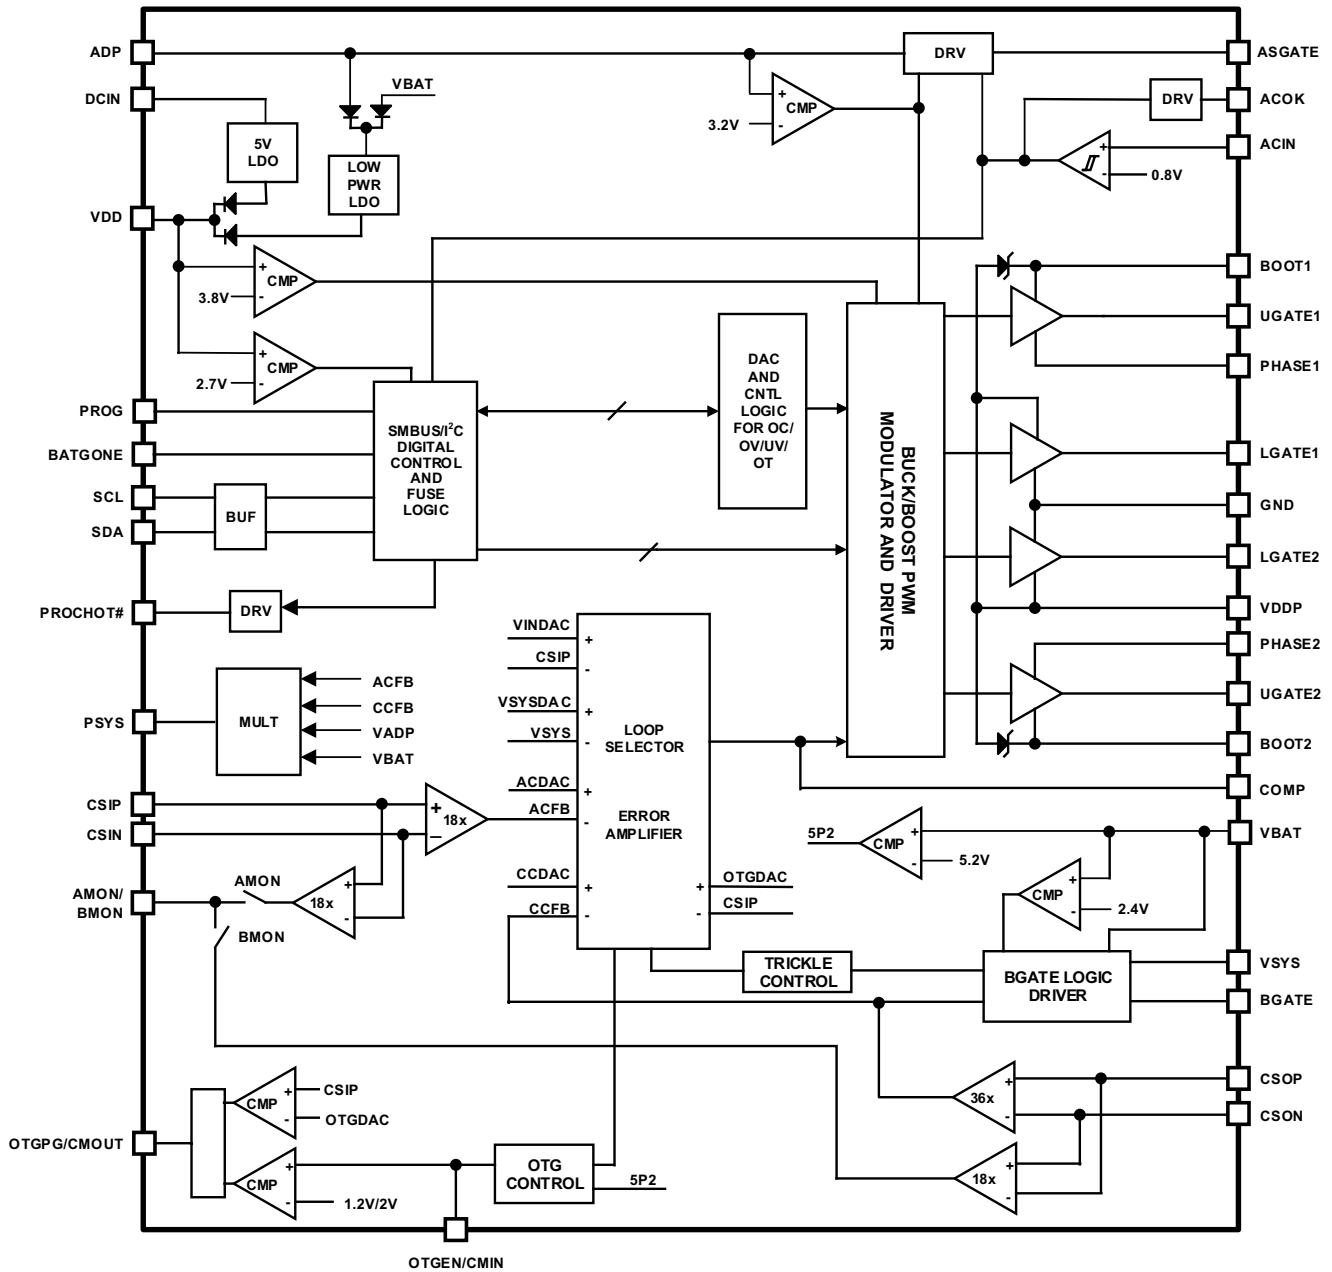 ADP
DCIN
VDD
PROG
BATGONE
SCL
SDA
PROCHOT#
PSYS
CSIP
CSIN
AMON/
BMON
OTGPG/CMOUT
VBAT
5V
LDO
LOW
PWR
LDO
+
-
CMP
3.8V
+
-
CMP
2.7V
+
-
CMP
3.2V
DRV
DRV
+
-
0.8V
SMBUS/I²C
DIGITAL
CONTROL
AND
FUSE
LOGIC
BUF
DRV
DAC
AND
CNTL
LOGIC
FOR OC/
OV/UV/
OT
BUCK/BOOST PWM
MODULATOR AND DRIVER
MULT
ACFB
CCFB
VADP
VBAT
VINDAC
+
CSIP
-
VSYSDAC
+
VSYS
-
ACDAC
+
ACFB
-
CCDAC
+
CCFB
-
LOOP
SELECTOR
ERROR
AMPLIFIER
+
OTGDAC
-
CSIP
+
–
18x
AMON
18x
+
-
BMON
5P2
CMP
+
-
5.2V
CMP
+
-
2.4V
TRICKLE
CONTROL
BGATE LOGIC
DRIVER
36x
+
-
18x
+
-
CMP
+
-
CSIP
OTGDAC
CMP
+
-
1.2V/2V
OTG
CONTROL
5P2
OTGEN/CMIN
ASGATE
ACOK
ACIN
BOOT1
UGATE1
PHASE1
LGATE1
GND
LGATE2
VDDP
PHASE2
UGATE2
BOOT2
COMP
VBAT
VSYS
BGATE
CSOP
CSON